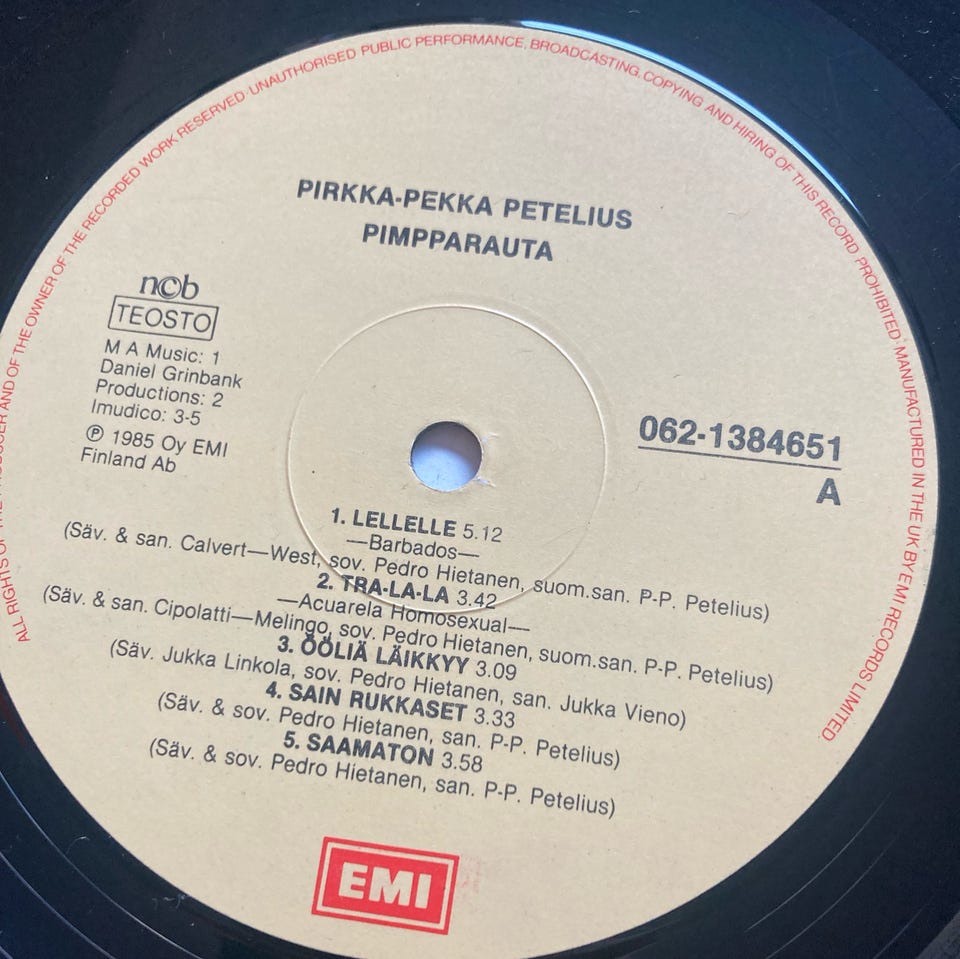 ALL RIGHTS OF THE PRODUCER AND OF THE OWNER OF THE RECORDED WORK RESERVED · UNAUTHORISED PUBLIC PERFORMANCE, BROADCASTING, COPYING AND HIRING OF THIS RECORD PROHIBITED · MANUFACTURED IN THE UK BY EMI RECORDS LIMITED
PIRKKA-PEKKA PETELIUS
PIMPPARAUTA
ncb
TEOSTO
M A Music: 1
Daniel Grinbank
Productions: 2
Imudico: 3-5
Ⓟ 1985 Oy EMI
Finland Ab
062-1384651
A
1. LELLELLE 5.12
—Barbados—
(Säv. & san. Calvert—West, sov. Pedro Hietanen, suom.san. P-P. Petelius)
2. TRA-LA-LA 3.42
—Acuarela Homosexual—
(Säv. & san. Cipolatti—Melingo, sov. Pedro Hietanen, suom.san. P-P. Petelius)
3. ÖÖLIÄ LÄIKKYY 3.09
(Säv. Jukka Linkola, sov. Pedro Hietanen, san. Jukka Vieno)
4. SAIN RUKKASET 3.33
(Säv. & sov. Pedro Hietanen, san. P-P. Petelius)
5. SAAMATON 3.58
(Säv. & sov. Pedro Hietanen, san. P-P. Petelius)
EMI